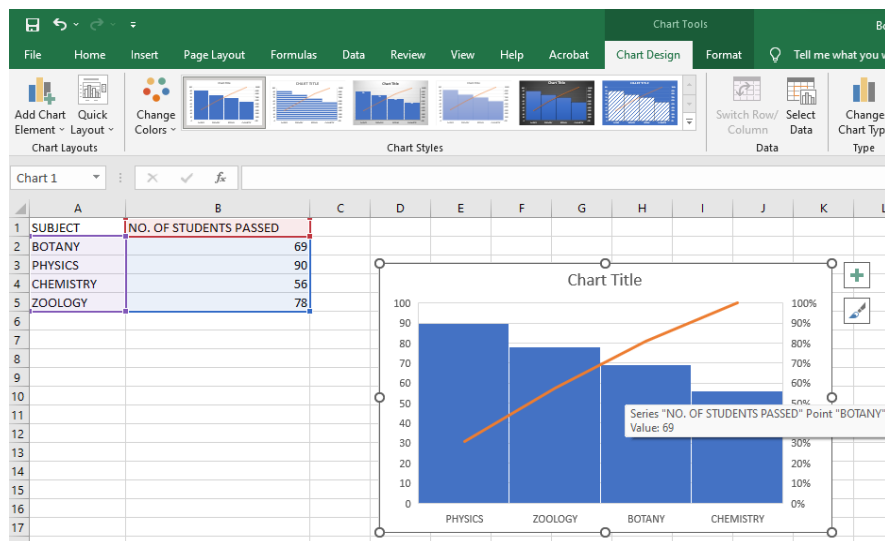 Chart Tools
File Home Insert Page Layout Formulas Data Review View Help Acrobat Chart Design Format Tell me what you w
Add Chart Element
Quick Layout
Change Colors
Switch Row/ Column
Select Data
Change Chart Typ
Chart Layouts Chart Styles Data Type
Chart 1 fx
A B C D E F G H I J K L
1 SUBJECT NO. OF STUDENTS PASSED
2 BOTANY 69
3 PHYSICS 90
4 CHEMISTRY 56
5 ZOOLOGY 78
6
7
8
9
10
11
12
13
14
15
16
17
Chart Title
100 100%
90 90%
80 80%
70 70%
60 60%
50 50%
40
30 30%
20 20%
10 10%
0 0%
Series "NO. OF STUDENTS PASSED" Point "BOTANY"
Value: 69
PHYSICS ZOOLOGY BOTANY CHEMISTRY